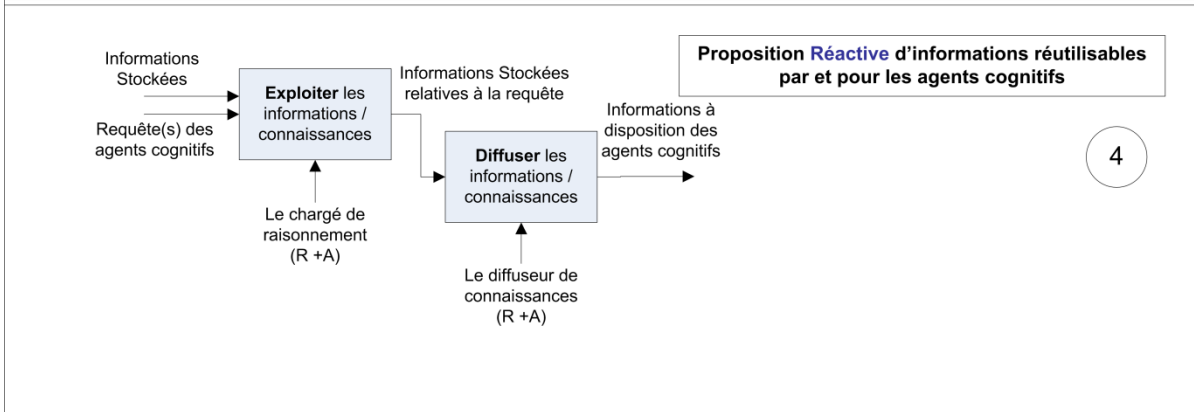 Informations
Stockées
Requête(s) des
agents cognitifs
Exploiter les
informations /
connaissances
Le chargé de
raisonnement
(R +A)
Informations Stockées
relatives à la requête
Diffuser les
informations /
connaissances
Le diffuseur de
connaissances
(R +A)
Informations à
disposition des
agents cognitifs
Proposition Réactive d’informations réutilisables
par et pour les agents cognitifs
4